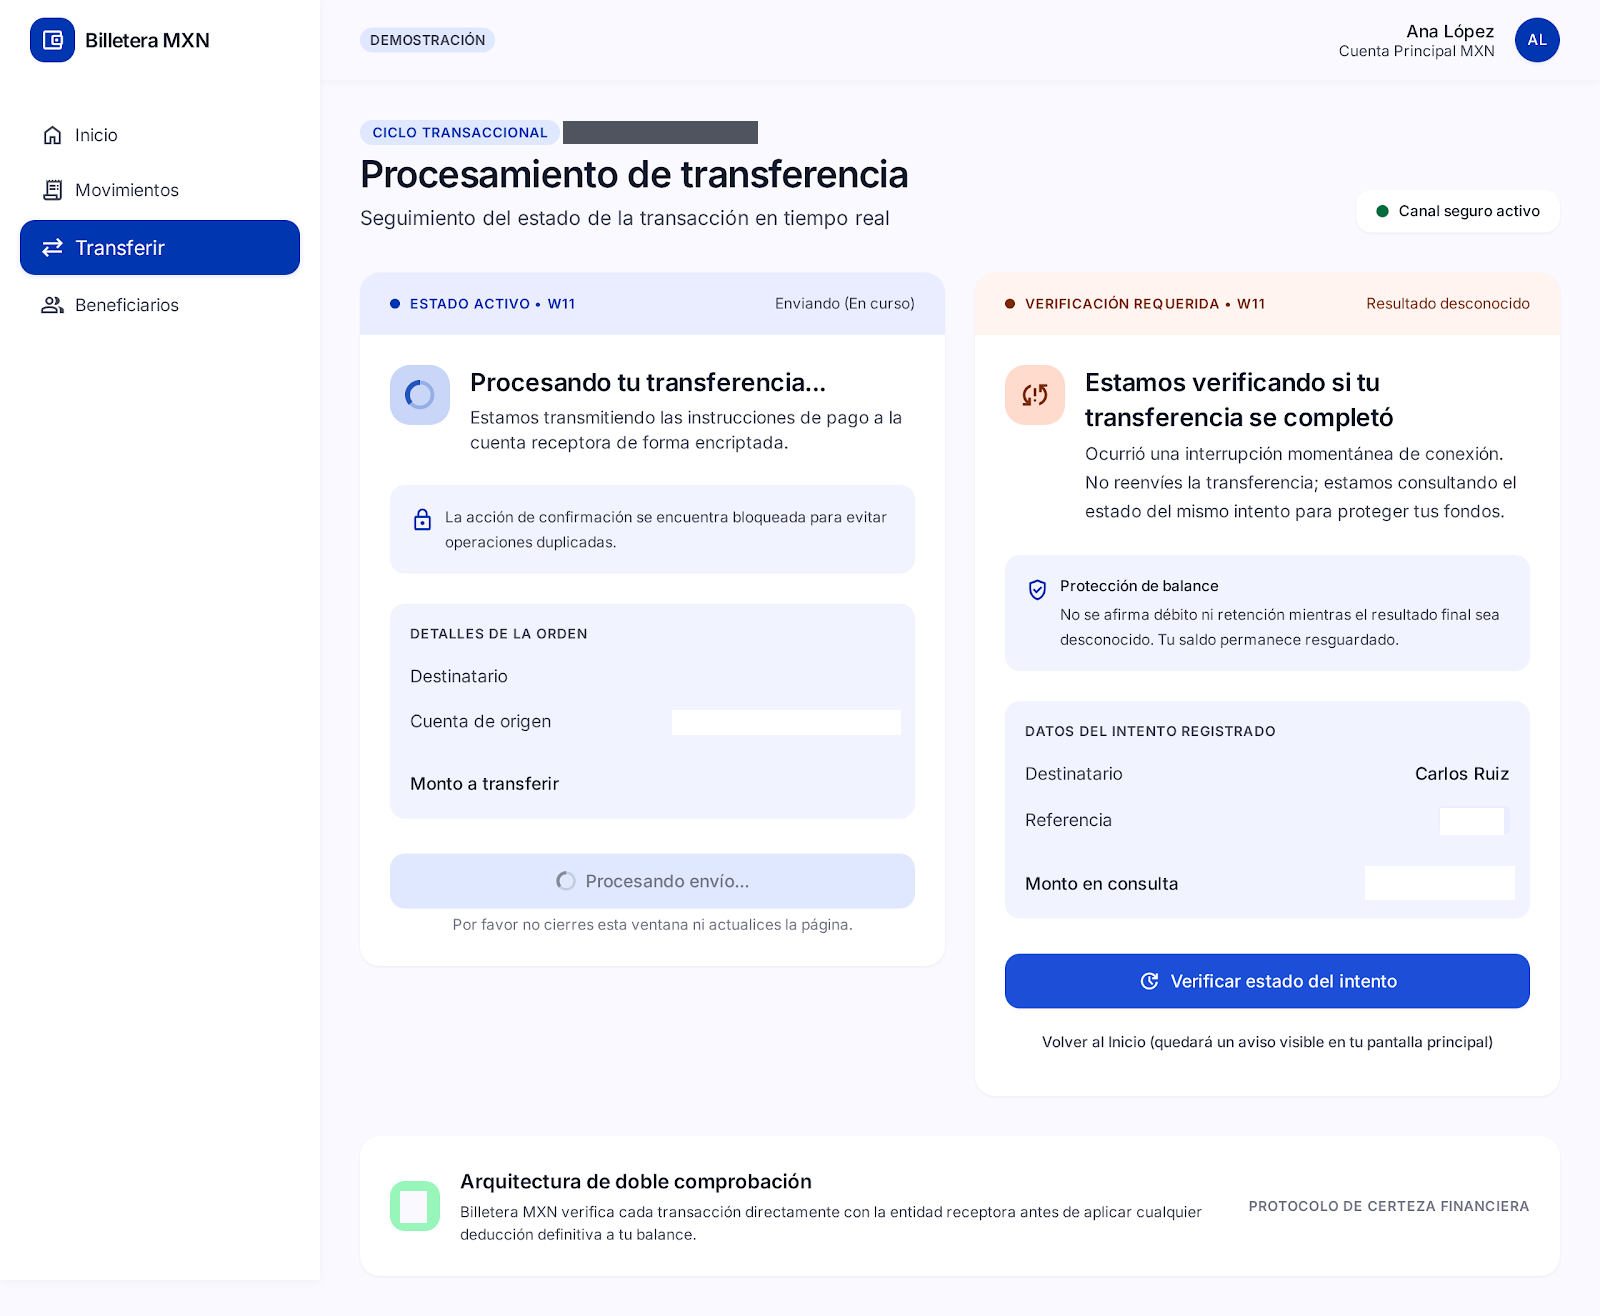 Billetera MXN
DEMOSTRACIÓN
Ana López
Cuenta Principal MXN
AL
Inicio
Movimientos
Transferir
Beneficiarios
CICLO TRANSACCIONAL
Procesamiento de transferencia
Seguimiento del estado de la transacción en tiempo real
Canal seguro activo
ESTADO ACTIVO • W11
Enviando (En curso)
Procesando tu transferencia...
Estamos transmitiendo las instrucciones de pago a la
cuenta receptora de forma encriptada.
La acción de confirmación se encuentra bloqueada para evitar
operaciones duplicadas.
DETALLES DE LA ORDEN
Destinatario
Cuenta de origen
Monto a transferir
Procesando envío...
Por favor no cierres esta ventana ni actualices la página.
VERIFICACIÓN REQUERIDA • W11
Resultado desconocido
Estamos verificando si tu
transferencia se completó
Ocurrió una interrupción momentánea de conexión.
No reenvíes la transferencia; estamos consultando el
estado del mismo intento para proteger tus fondos.
Protección de balance
No se afirma débito ni retención mientras el resultado final sea
desconocido. Tu saldo permanece resguardado.
DATOS DEL INTENTO REGISTRADO
Destinatario
Carlos Ruiz
Referencia
Monto en consulta
Verificar estado del intento
Volver al Inicio (quedará un aviso visible en tu pantalla principal)
Arquitectura de doble comprobación
Billetera MXN verifica cada transacción directamente con la entidad receptora antes de aplicar cualquier
deducción definitiva a tu balance.
PROTOCOLO DE CERTEZA FINANCIERA